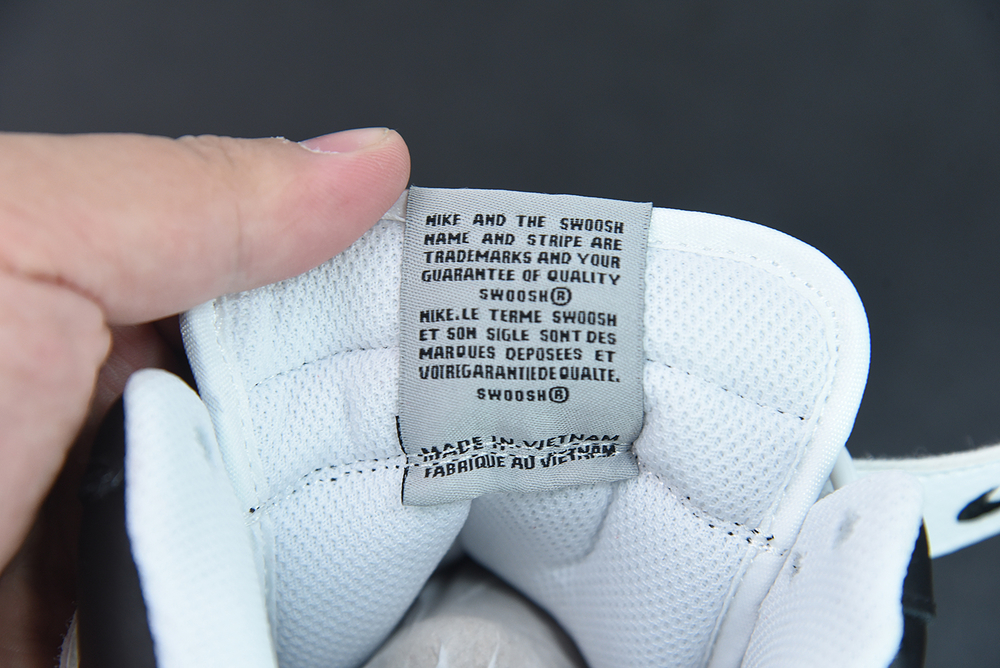 NIKE AND THE SWOOSH
NAME AND STRIPE ARE
TRADEMARKS AND YOUR
GUARANTEE OF QUALITY
SWOOSH®
NIKE.LE TERME SWOOSH
ET SON SIGLE SONT DES
MARQUES DEPOSEES ET
VOTREGARANTIEDEQUALTE.
SWOOSH®
MADE IN VIETNAM
FABRIQUE AU VIETNAM